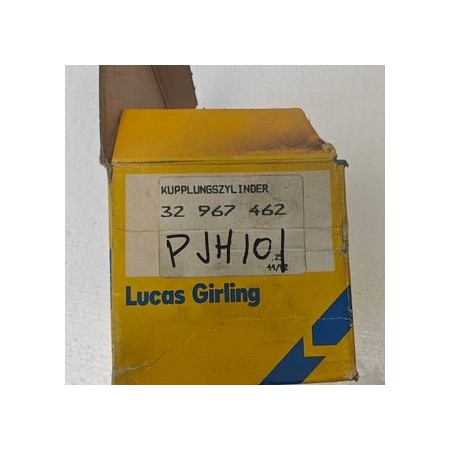 KUPPLUNGSZYLINDER
32 967 462
PJH101
Lucas Girling